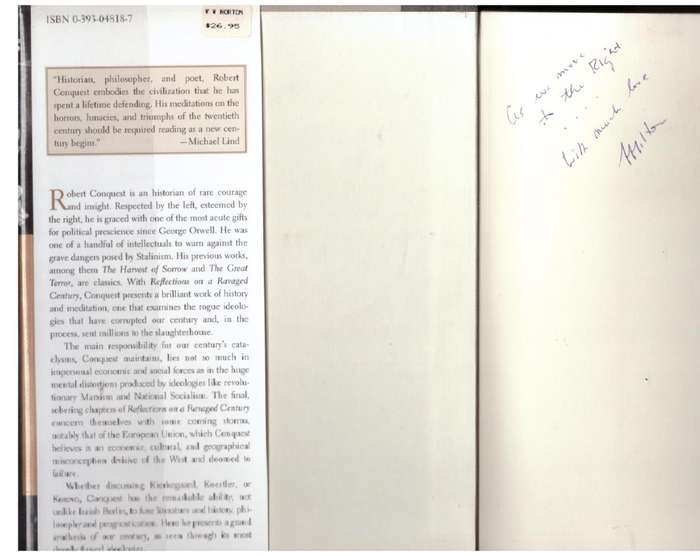 ISBN 0-393-04818-7
W W NORTON
$26.95
"Historian, philosopher, and poet, Robert
Conquest embodies the civilization that he has
spent a lifetime defending. His meditations on the
horrors, lunacies, and triumphs of the twentieth
century should be required reading as a new cen-
tury begins." —Michael Lind
Robert Conquest is an historian of rare courage
and insight. Respected by the left, esteemed by
the right, he is graced with one of the most acute gifts
for political prescience since George Orwell. He was
one of a handful of intellectuals to warn against the
grave dangers posed by Stalinism. His previous works,
among them The Harvest of Sorrow and The Great
Terror, are classics. With Reflections on a Ravaged
Century, Conquest presents a brilliant work of history
and meditation, one that examines the rogue ideolo-
gies that have corrupted our century and, in the
process, sent millions to the slaughterhouse.
The main responsibility for our century's cata-
clysms, Conquest maintains, lies not so much in
impersonal economic and social forces as in the huge
mental distortions produced by ideologies like revolu-
tionary Marxism and National Socialism. The final,
sobering chapters of Reflections on a Ravaged Century
concern themselves with some coming storms,
notably that of the European Union, which Conquest
believes is an economic, cultural, and geographical
misconception divisive of the West and doomed to
failure.
Whether discussing Kierkegaard, Koestler, or
Conquest has the remarkable ability, not
unlike Isaiah Berlin, to fuse literature and history, phi-
losophy and prognostication. Here he presents a grand
synthesis of our century, as seen through its most
As we move
to the Right
. . . .
with much love
Milton